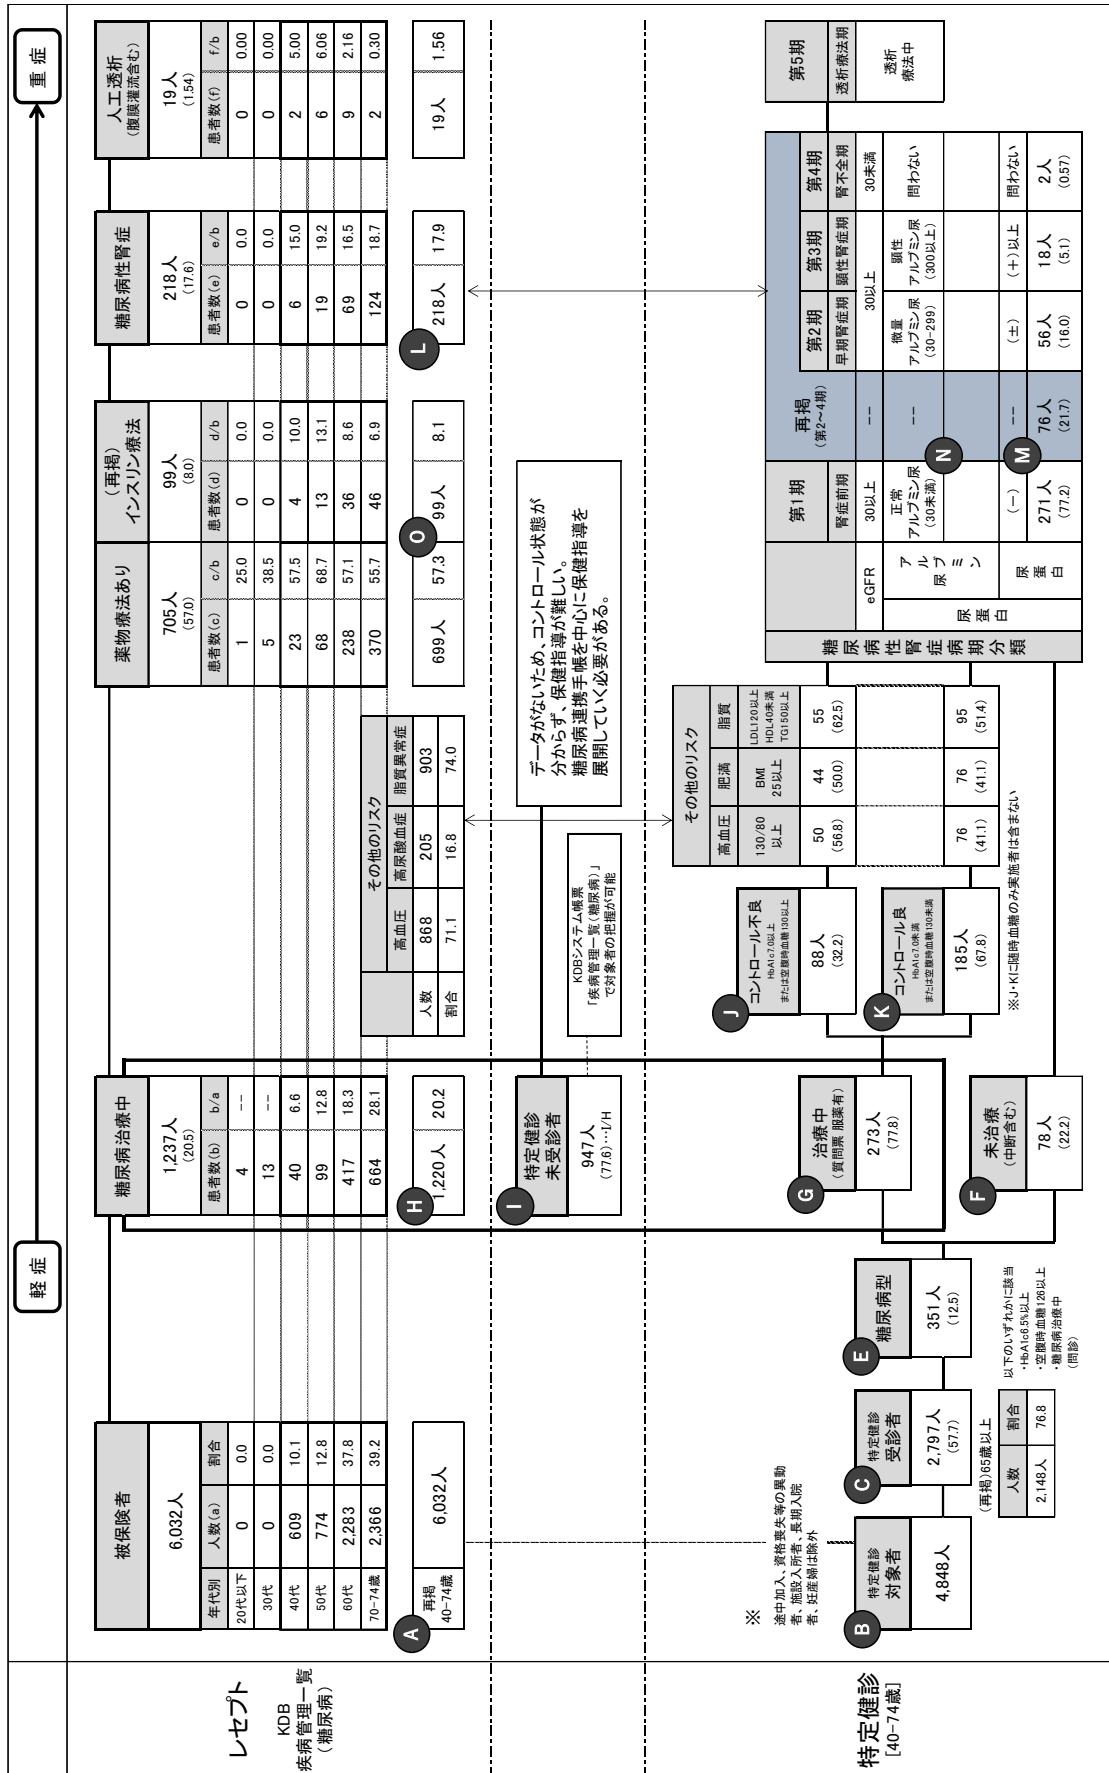 軽症
重症
レセプト
KDB
疾病管理一覧
（糖尿病）
被保険者
6,032人
年代別 人数(a) 割合
20代以下 0 0.0
30代 0 0.0
40代 609 10.1
50代 774 12.8
60代 2,283 37.8
70-74歳 2,366 39.2
A
再掲
40-74歳
6,032人
糖尿病治療中
1,237人
(20.5)
患者数(b) b/a
4 --
13 --
40 6.6
99 12.8
417 18.3
664 28.1
H
1,220人 20.2
その他のリスク
高血圧 高尿酸血症 脂質異常症
人数 868 205 903
割合 71.1 16.8 74.0
薬物療法あり
705人
(57.0)
患者数(c) c/b
1 25.0
5 38.5
23 57.5
68 68.7
238 57.1
370 55.7
699人 57.3
（再掲）
インスリン療法
99人
(8.0)
患者数(d) d/b
0 0.0
0 0.0
4 10.0
13 13.1
36 8.6
46 6.9
O
99人 8.1
糖尿病性腎症
218人
(17.6)
患者数(e) e/b
0 0.0
0 0.0
6 15.0
19 19.2
69 16.5
124 18.7
L
218人 17.9
人工透析
（腹膜灌流含む）
19人
(1.54)
患者数(f) f/b
0 0.00
0 0.00
2 5.00
6 6.06
9 2.16
2 0.30
19人 1.56
I
特定健診
未受診者
947人
(77.6)…I/H
KDBシステム帳票
「疾病管理一覧（糖尿病）」
で対象者の把握が可能
データがないため、コントロール状態が
分からず、保健指導が難しい。
糖尿病連携手帳を中心に保健指導を
展開していく必要がある。
特定健診
[40-74歳]
※
途中加入、資格喪失等の異動
者、施設入所者、長期入院
者、妊産婦は除外
B
特定健診
対象者
4,848人
C
特定健診
受診者
2,797人
(57.7)
(再掲)65歳以上
人数 割合
2,148人 76.8
E
糖尿病型
351人
(12.5)
以下のいずれかに該当
・HbA1c6.5%以上
・空腹時血糖126以上
・糖尿病治療中
（問診）
G
治療中
（質問票 服薬有）
273人
(77.8)
F
未治療
（中断含む）
78人
(22.2)
J
コントロール不良
HbA1c7.0以上
または空腹時血糖130以上
88人
(32.2)
K
コントロール良
HbA1c7.0未満
または空腹時血糖130未満
185人
(67.8)
※J・Kに随時血糖のみ実施者は含まない
その他のリスク
高血圧 肥満 脂質
130/80
以上
BMI
25以上
LDL120以上
HDL40未満
TG150以上
50 44 55
(56.8) (50.0) (62.5)
76 76 95
(41.1) (41.1) (51.4)
糖尿病性腎症病期分類
第1期 再掲
(第2～4期)
第2期 第3期 第4期 第5期
腎症前期 早期腎症期 顕性腎症期 腎不全期 透析療法期
eGFR 30以上 -- 30以上 30未満
透析
療法中
尿蛋白
尿アルブミン
正常
アルブミン尿
(30未満)
--
微量
アルブミン尿
(30-299)
顕性
アルブミン尿
(300以上)
問わない
N
尿蛋白
(－) -- (±) (＋)以上 問わない
M
271人 76人 56人 18人 2人
(77.2) (21.7) (16.0) (5.1) (0.57)